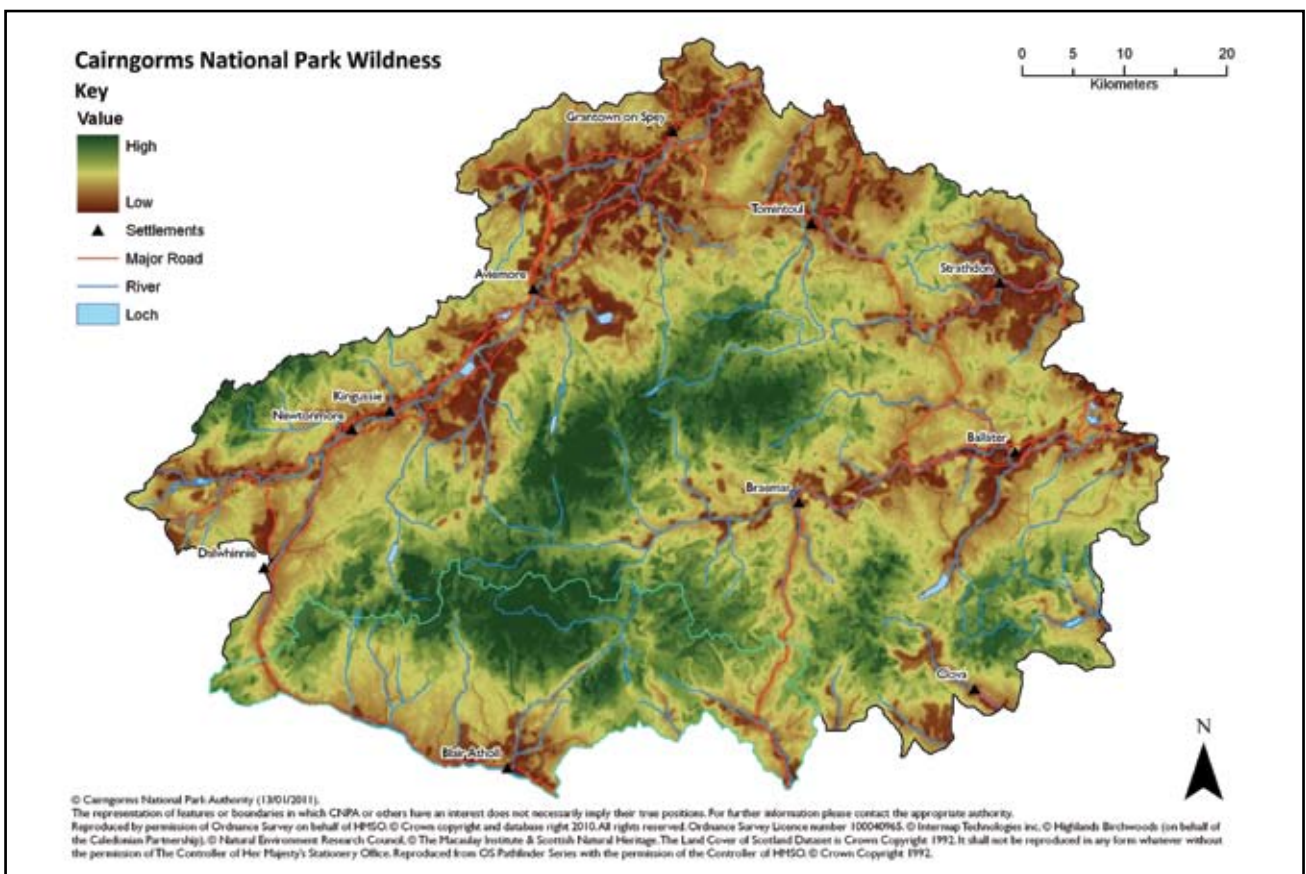 Cairngorms National Park Wildness
Key
Value
High
Low
Settlements
Major Road
River
Loch
0 5 10 20
Kilometers
Grantown on Spey
Tomintoul
Strathdon
Aviemore
Kingussie
Newtonmore
Ballater
Braemar
Dalwhinnie
Clova
Blair Atholl
N
© Cairngorms National Park Authority (13/01/2011).
The representation of features or boundaries in which CNPA or others have an interest does not necessarily imply their true positions. For further information please contact the appropriate authority.
Reproduced by permission of Ordnance Survey on behalf of HMSO. © Crown copyright and database right 2010. All rights reserved. Ordnance Survey Licence number 100040965. © Intermap Technologies inc. © Highlands Birchwoods (on behalf of
the Caledonian Partnership). © Natural Environment Research Council, © The Macaulay Institute & Scottish Natural Heritage. The Land Cover of Scotland Dataset is Crown Copyright 1992. It shall not be reproduced in any form whatever without
the permission of The Controller of Her Majesty's Stationery Office. Reproduced from OS Pathfinder Series with the permission of the Controller of HMSO. © Crown Copyright 1992.